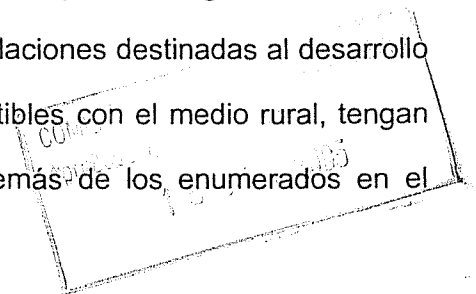 laciones destinadas al desarrollo
tibles con el medio rural, tengan
emás de los enumerados en el